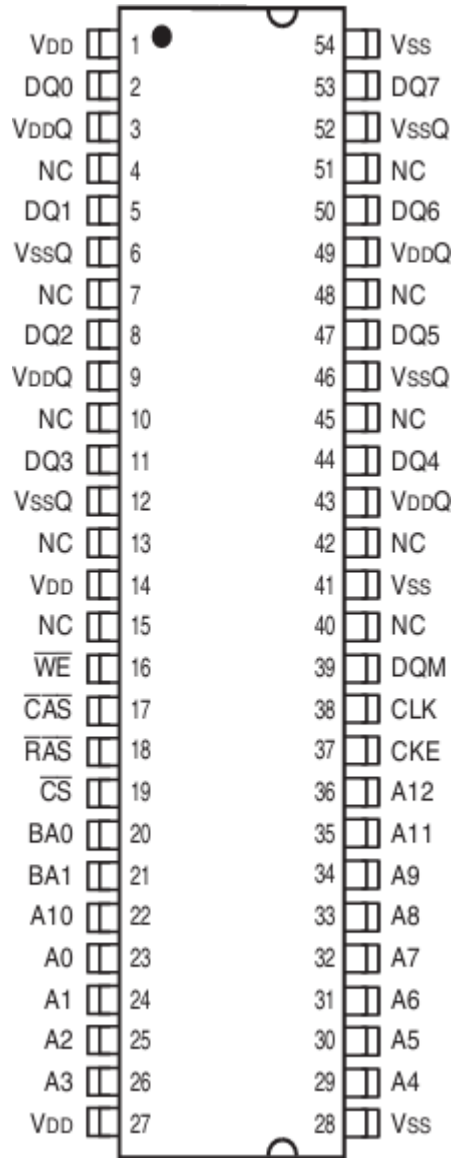 VDD 1 54 VSS
DQ0 2 53 DQ7
VDDQ 3 52 VSSQ
NC 4 51 NC
DQ1 5 50 DQ6
VSSQ 6 49 VDDQ
NC 7 48 NC
DQ2 8 47 DQ5
VDDQ 9 46 VSSQ
NC 10 45 NC
DQ3 11 44 DQ4
VSSQ 12 43 VDDQ
NC 13 42 NC
VDD 14 41 VSS
NC 15 40 NC
W̅E̅ 16 39 DQM
C̅A̅S̅ 17 38 CLK
R̅A̅S̅ 18 37 CKE
C̅S̅ 19 36 A12
BA0 20 35 A11
BA1 21 34 A9
A10 22 33 A8
A0 23 32 A7
A1 24 31 A6
A2 25 30 A5
A3 26 29 A4
VDD 27 28 VSS